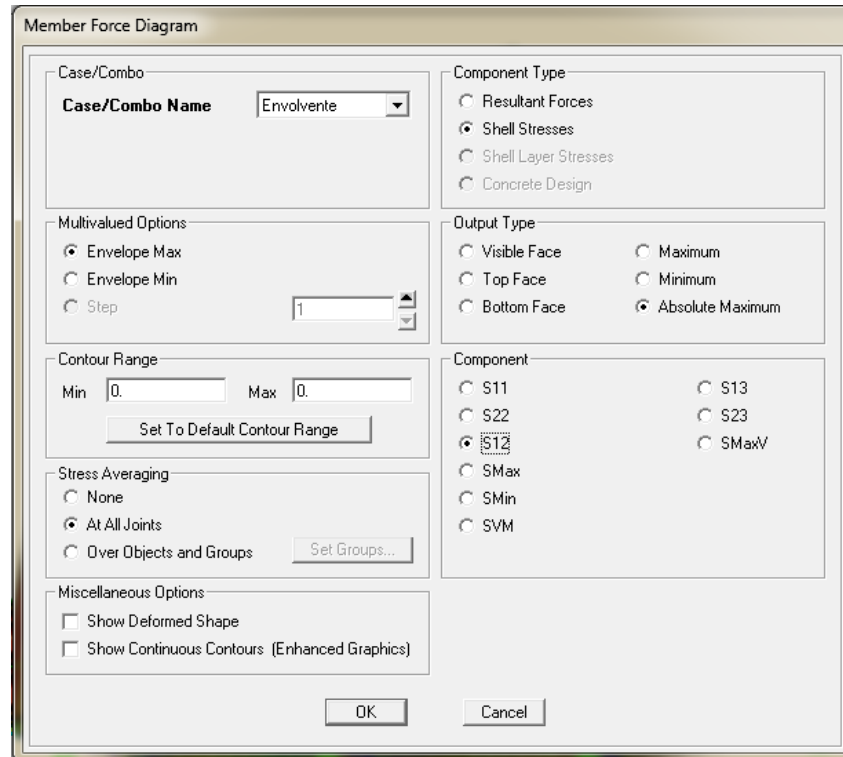 Member Force Diagram
Case/Combo
Case/Combo Name
Envolvente
Multivalued Options
Envelope Max
Envelope Min
Step
1
Contour Range
Min 0. Max 0.
Set To Default Contour Range
Stress Averaging
None
At All Joints
Over Objects and Groups
Set Groups...
Miscellaneous Options
Show Deformed Shape
Show Continuous Contours (Enhanced Graphics)
Component Type
Resultant Forces
Shell Stresses
Shell Layer Stresses
Concrete Design
Output Type
Visible Face
Maximum
Top Face
Minimum
Bottom Face
Absolute Maximum
Component
S11
S13
S22
S23
S12
SMaxV
SMax
SMin
SVM
OK
Cancel